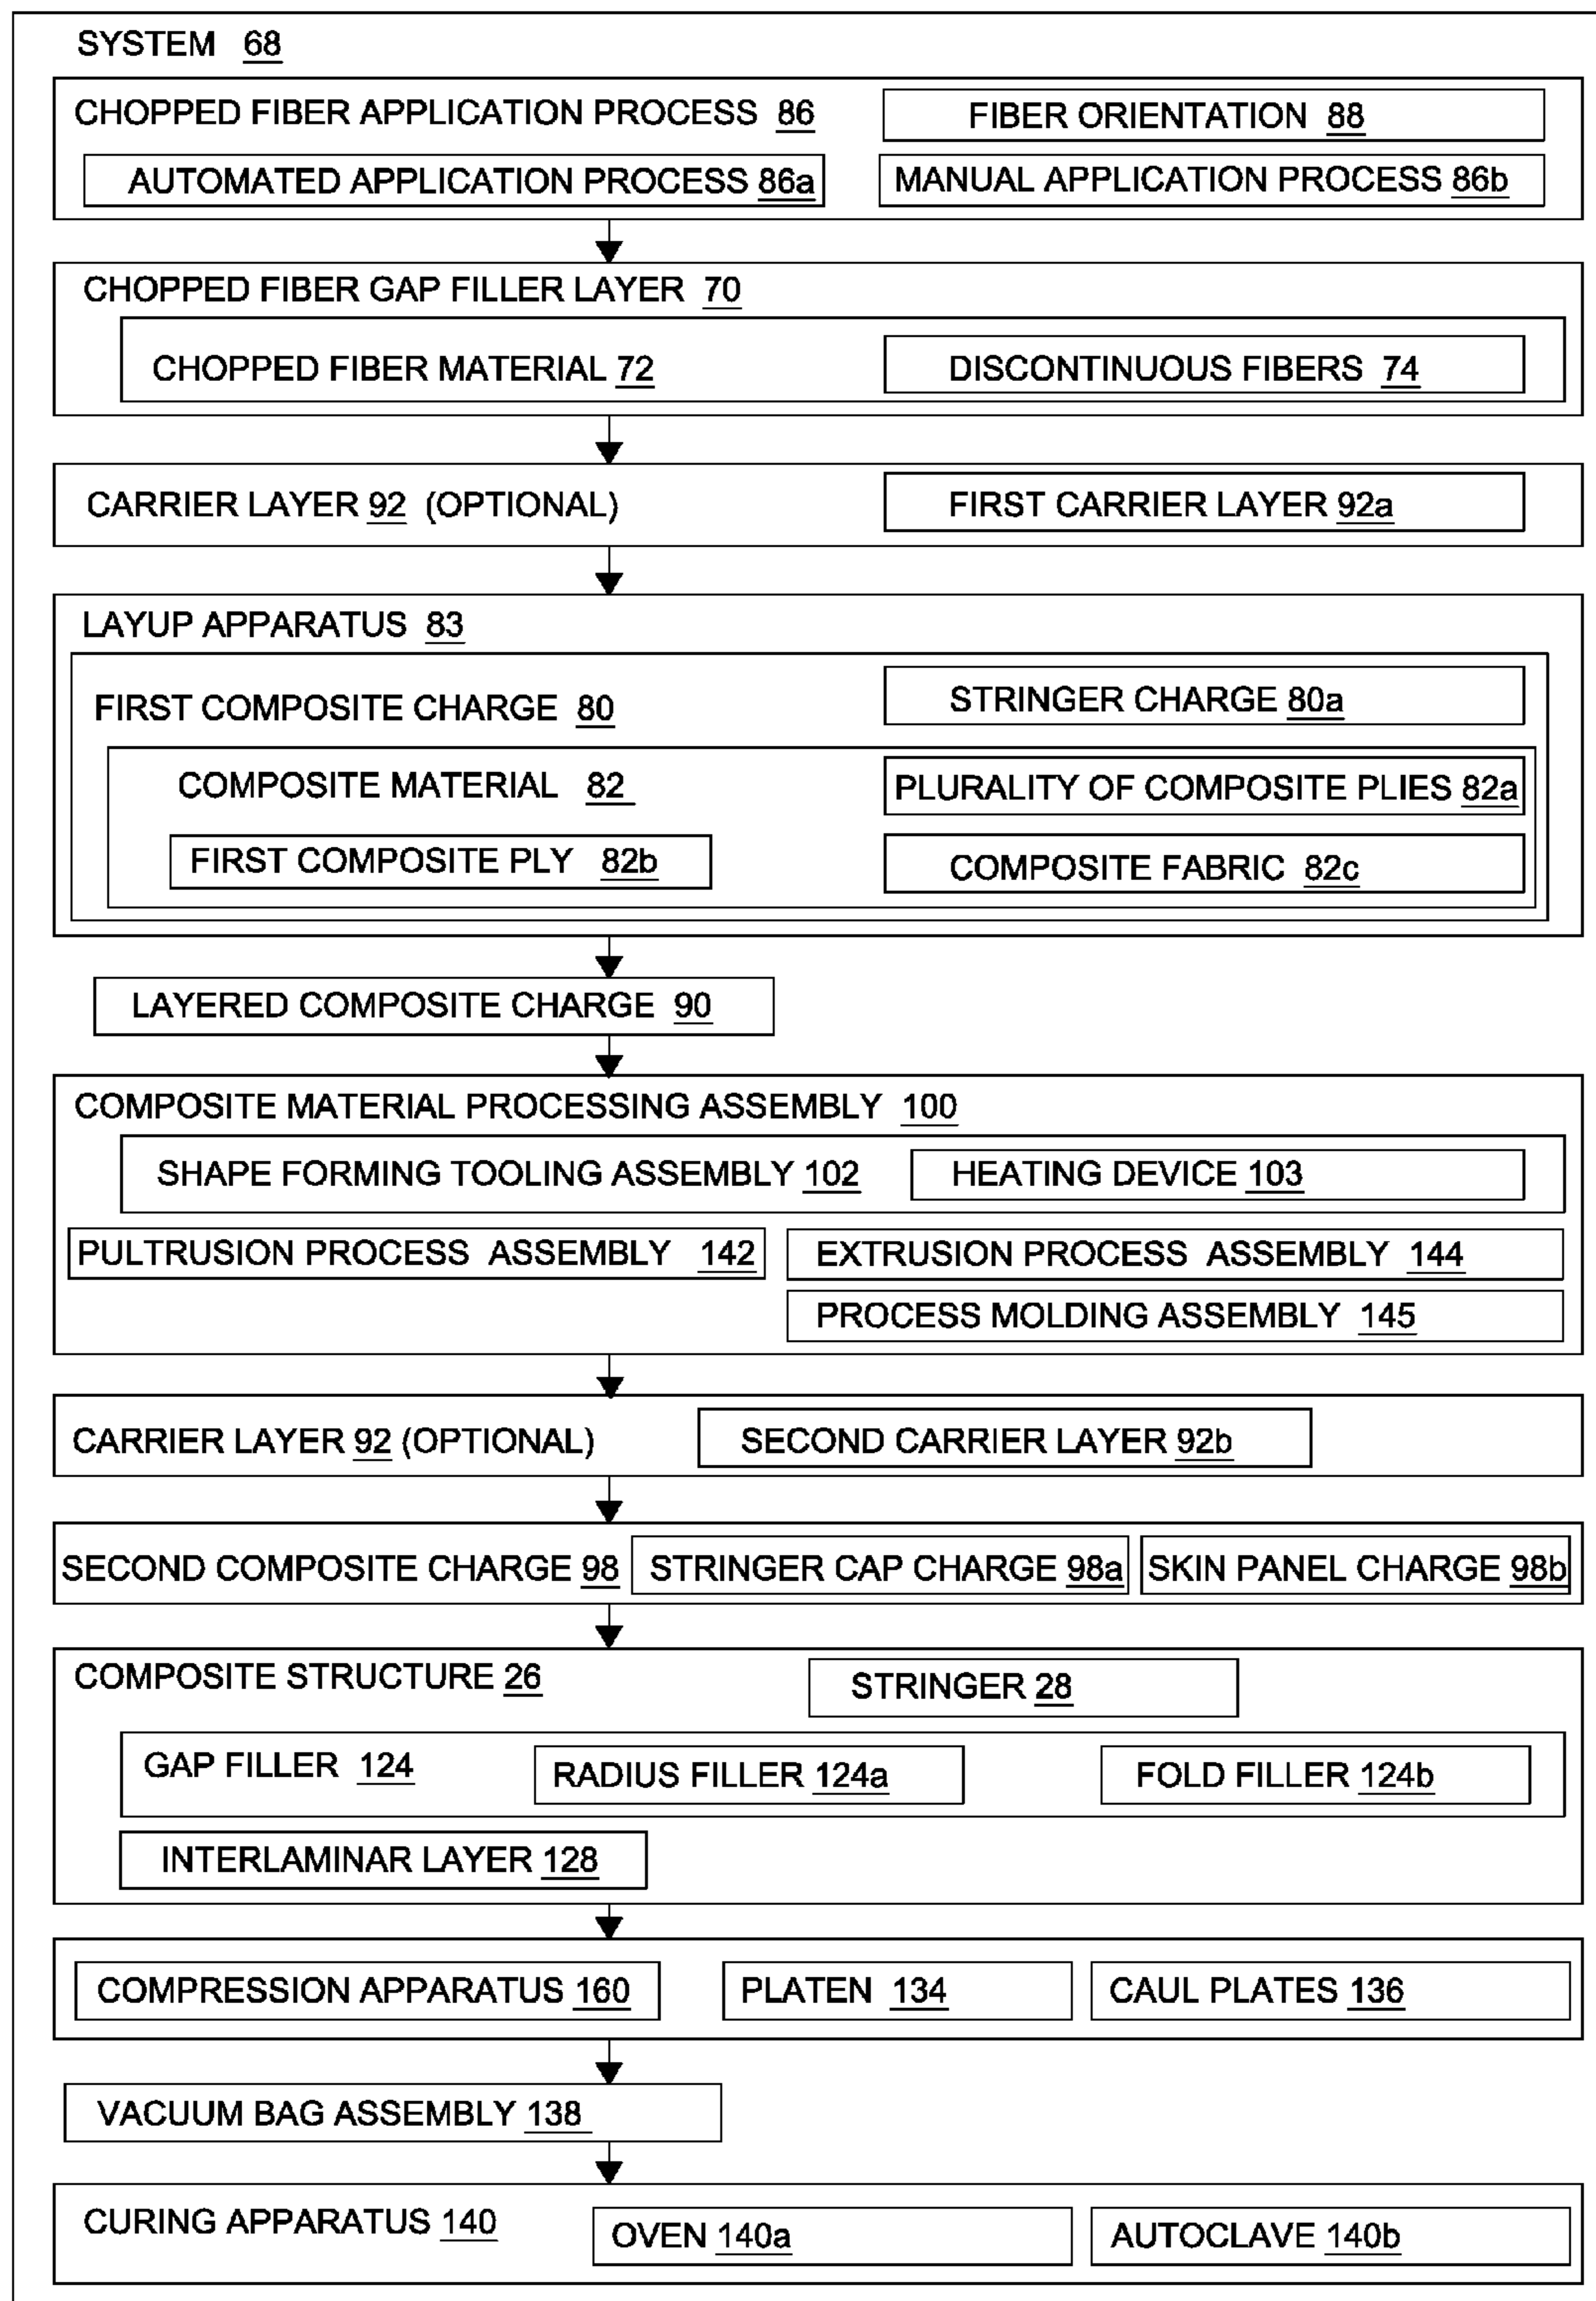 SYSTEM 68
CHOPPED FIBER APPLICATION PROCESS 86
FIBER ORIENTATION 88
AUTOMATED APPLICATION PROCESS 86a
MANUAL APPLICATION PROCESS 86b
CHOPPED FIBER GAP FILLER LAYER 70
CHOPPED FIBER MATERIAL 72
DISCONTINUOUS FIBERS 74
CARRIER LAYER 92 (OPTIONAL)
FIRST CARRIER LAYER 92a
LAYUP APPARATUS 83
FIRST COMPOSITE CHARGE 80
STRINGER CHARGE 80a
COMPOSITE MATERIAL 82
PLURALITY OF COMPOSITE PLIES 82a
FIRST COMPOSITE PLY 82b
COMPOSITE FABRIC 82c
LAYERED COMPOSITE CHARGE 90
COMPOSITE MATERIAL PROCESSING ASSEMBLY 100
SHAPE FORMING TOOLING ASSEMBLY 102
HEATING DEVICE 103
PULTRUSION PROCESS ASSEMBLY 142
EXTRUSION PROCESS ASSEMBLY 144
PROCESS MOLDING ASSEMBLY 145
CARRIER LAYER 92 (OPTIONAL)
SECOND CARRIER LAYER 92b
SECOND COMPOSITE CHARGE 98
STRINGER CAP CHARGE 98a
SKIN PANEL CHARGE 98b
COMPOSITE STRUCTURE 26
STRINGER 28
GAP FILLER 124
RADIUS FILLER 124a
FOLD FILLER 124b
INTERLAMINAR LAYER 128
COMPRESSION APPARATUS 160
PLATEN 134
CAUL PLATES 136
VACUUM BAG ASSEMBLY 138
CURING APPARATUS 140
OVEN 140a
AUTOCLAVE 140b